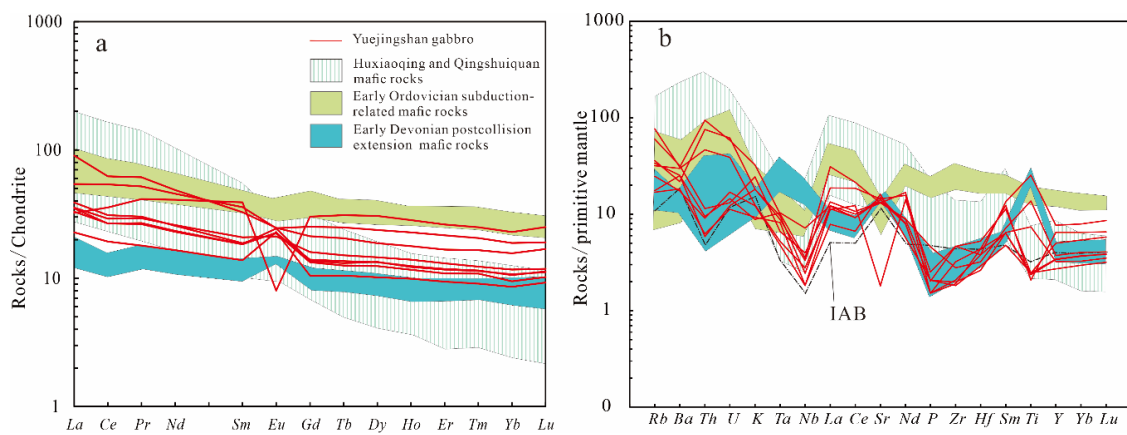 a
Rocks/ Chondrite
1000
100
10
1
Yuejingshan gabbro
Huxiaoqing and Qingshuiquan
mafic rocks
Early Ordovician subduction-
related mafic rocks
Early Devonian postcollision
extension mafic rocks
La Ce Pr Nd Sm Eu Gd Tb Dy Ho Er Tm Yb Lu
b
Rocks/ primitive mantle
1000
100
10
1
0
IAB
Rb Ba Th U K Ta Nb La Ce Sr Nd P Zr Hf Sm Ti Y Yb Lu